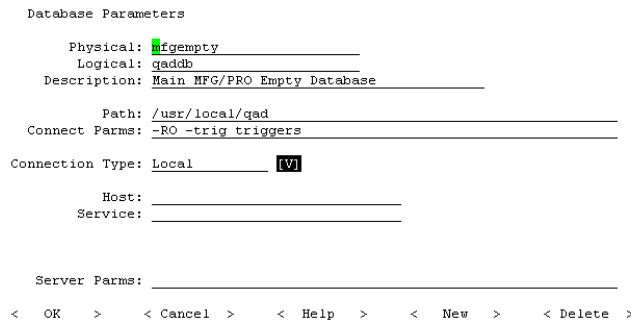 Database Parameters
Physical: mfgempty
Logical: qaddb
Description: Main MFG/PRO Empty Database
Path: /usr/local/qad
Connect Parms: -RO -trig triggers
Connection Type: Local [V]
Host:
Service:
Server Parms:
< OK > < Cancel > < Help > < New > < Delete >